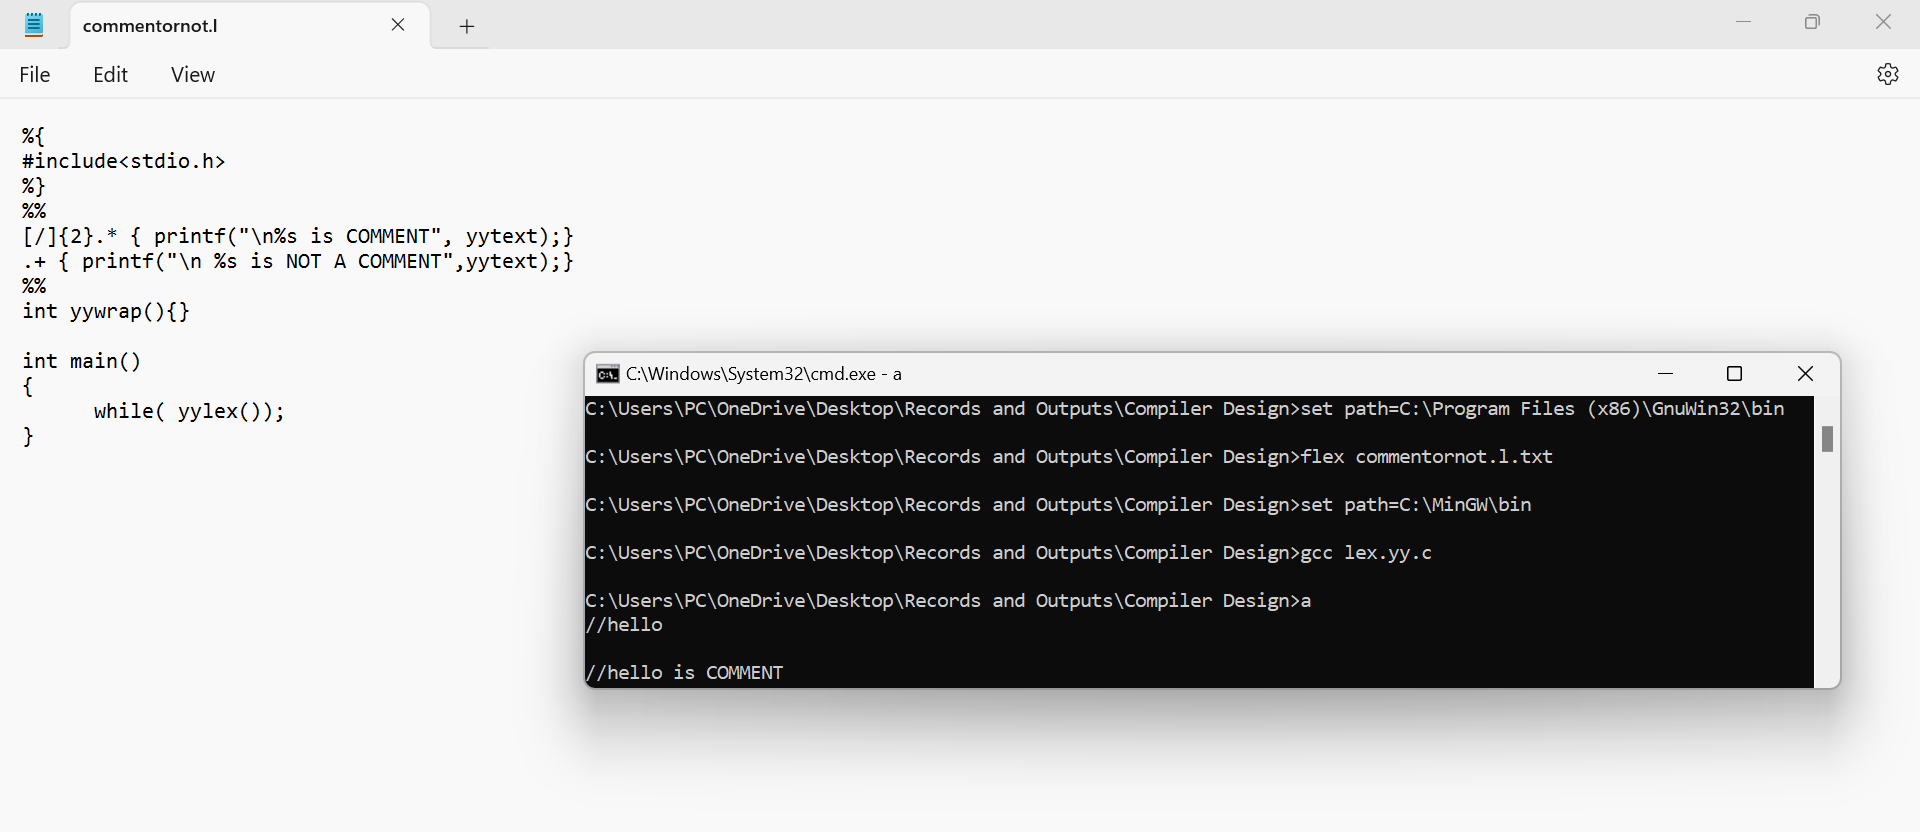 commentornot.l
File Edit View
%{
#include<stdio.h>
%}
%%
[/]{2}.* { printf("\n%s is COMMENT", yytext);}
.+ { printf("\n %s is NOT A COMMENT",yytext);}
%%
int yywrap(){}
int main()
{
while( yylex());
}
C:\Windows\System32\cmd.exe - a
C:\Users\PC\OneDrive\Desktop\Records and Outputs\Compiler Design>set path=C:\Program Files (x86)\GnuWin32\bin
C:\Users\PC\OneDrive\Desktop\Records and Outputs\Compiler Design>flex commentornot.l.txt
C:\Users\PC\OneDrive\Desktop\Records and Outputs\Compiler Design>set path=C:\MinGW\bin
C:\Users\PC\OneDrive\Desktop\Records and Outputs\Compiler Design>gcc lex.yy.c
C:\Users\PC\OneDrive\Desktop\Records and Outputs\Compiler Design>a
//hello
//hello is COMMENT